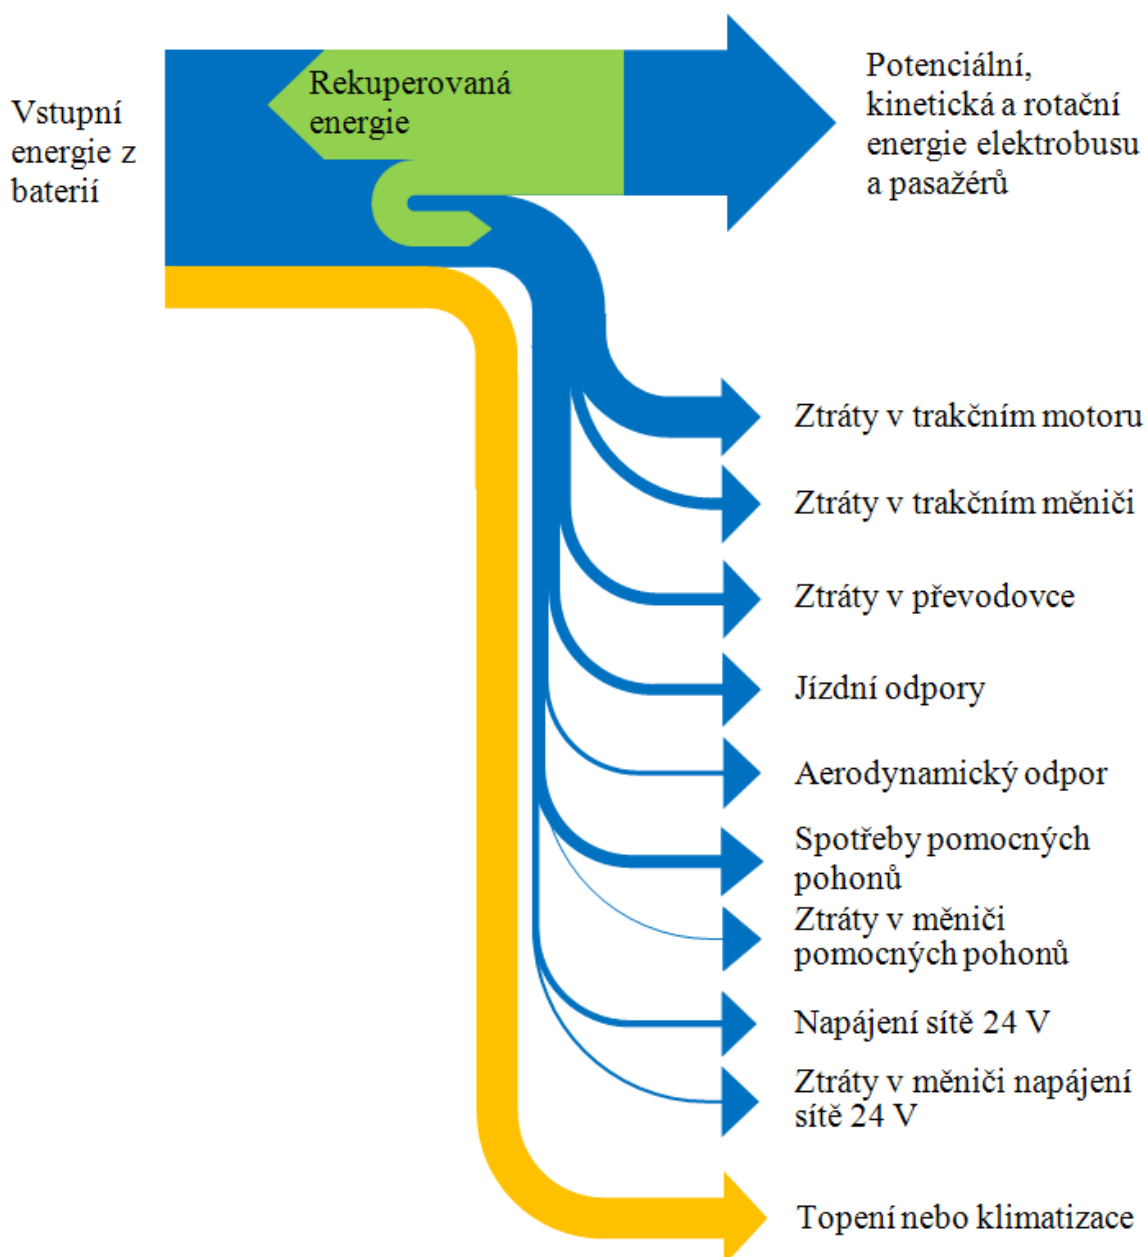 Vstupní
energie z
baterií
Rekuperovaná
energie
Potenciální,
kinetická a rotační
energie elektrobusu
a pasažérů
Ztráty v trakčním motoru
Ztráty v trakčním měniči
Ztráty v převodovce
Jízdní odpory
Aerodynamický odpor
Spotřeby pomocných
pohonů
Ztráty v měniči
pomocných pohonů
Napájení sítě 24 V
Ztráty v měniči napájení
sítě 24 V
Topení nebo klimatizace